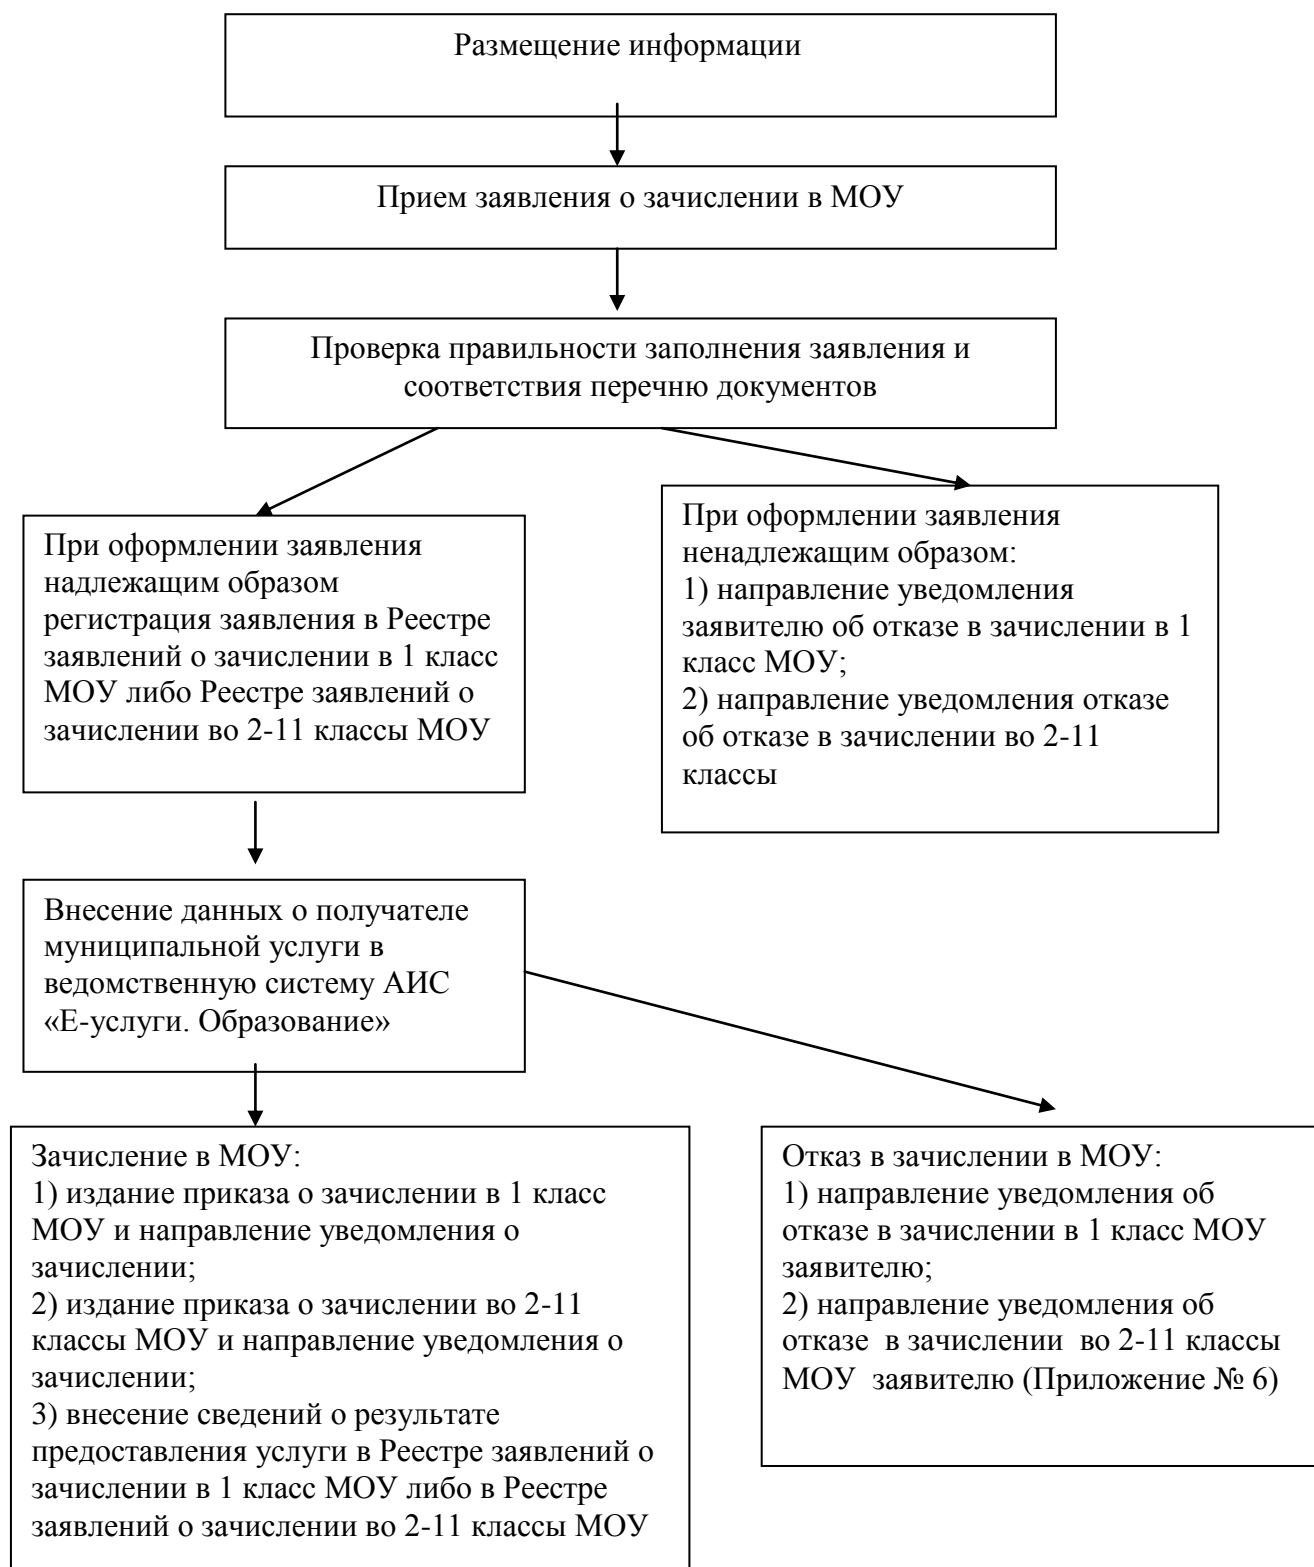 Размещение информации
Прием заявления о зачислении в МОУ
Проверка правильности заполнения заявления и
соответствия перечню документов
При оформлении заявления
надлежащим образом
регистрация заявления в Реестре
заявлений о зачислении в 1 класс
МОУ либо Реестре заявлений о
зачислении во 2-11 классы МОУ
При оформлении заявления
ненадлежащим образом:
1) направление уведомления
заявителю об отказе в зачислении в 1
класс МОУ;
2) направление уведомления отказе
об отказе в зачислении во 2-11
классы
Внесение данных о получателе
муниципальной услуги в
ведомственную систему АИС
«Е-услуги. Образование»
Зачисление в МОУ:
1) издание приказа о зачислении в 1 класс
МОУ и направление уведомления о
зачислении;
2) издание приказа о зачислении во 2-11
классы МОУ и направление уведомления о
зачислении;
3) внесение сведений о результате
предоставления услуги в Реестре заявлений о
зачислении в 1 класс МОУ либо в Реестре
заявлений о зачислении во 2-11 классы МОУ
Отказ в зачислении в МОУ:
1) направление уведомления об
отказе в зачислении в 1 класс МОУ
заявителю;
2) направление уведомления об
отказе  в зачислении  во 2-11 классы
МОУ  заявителю (Приложение № 6)